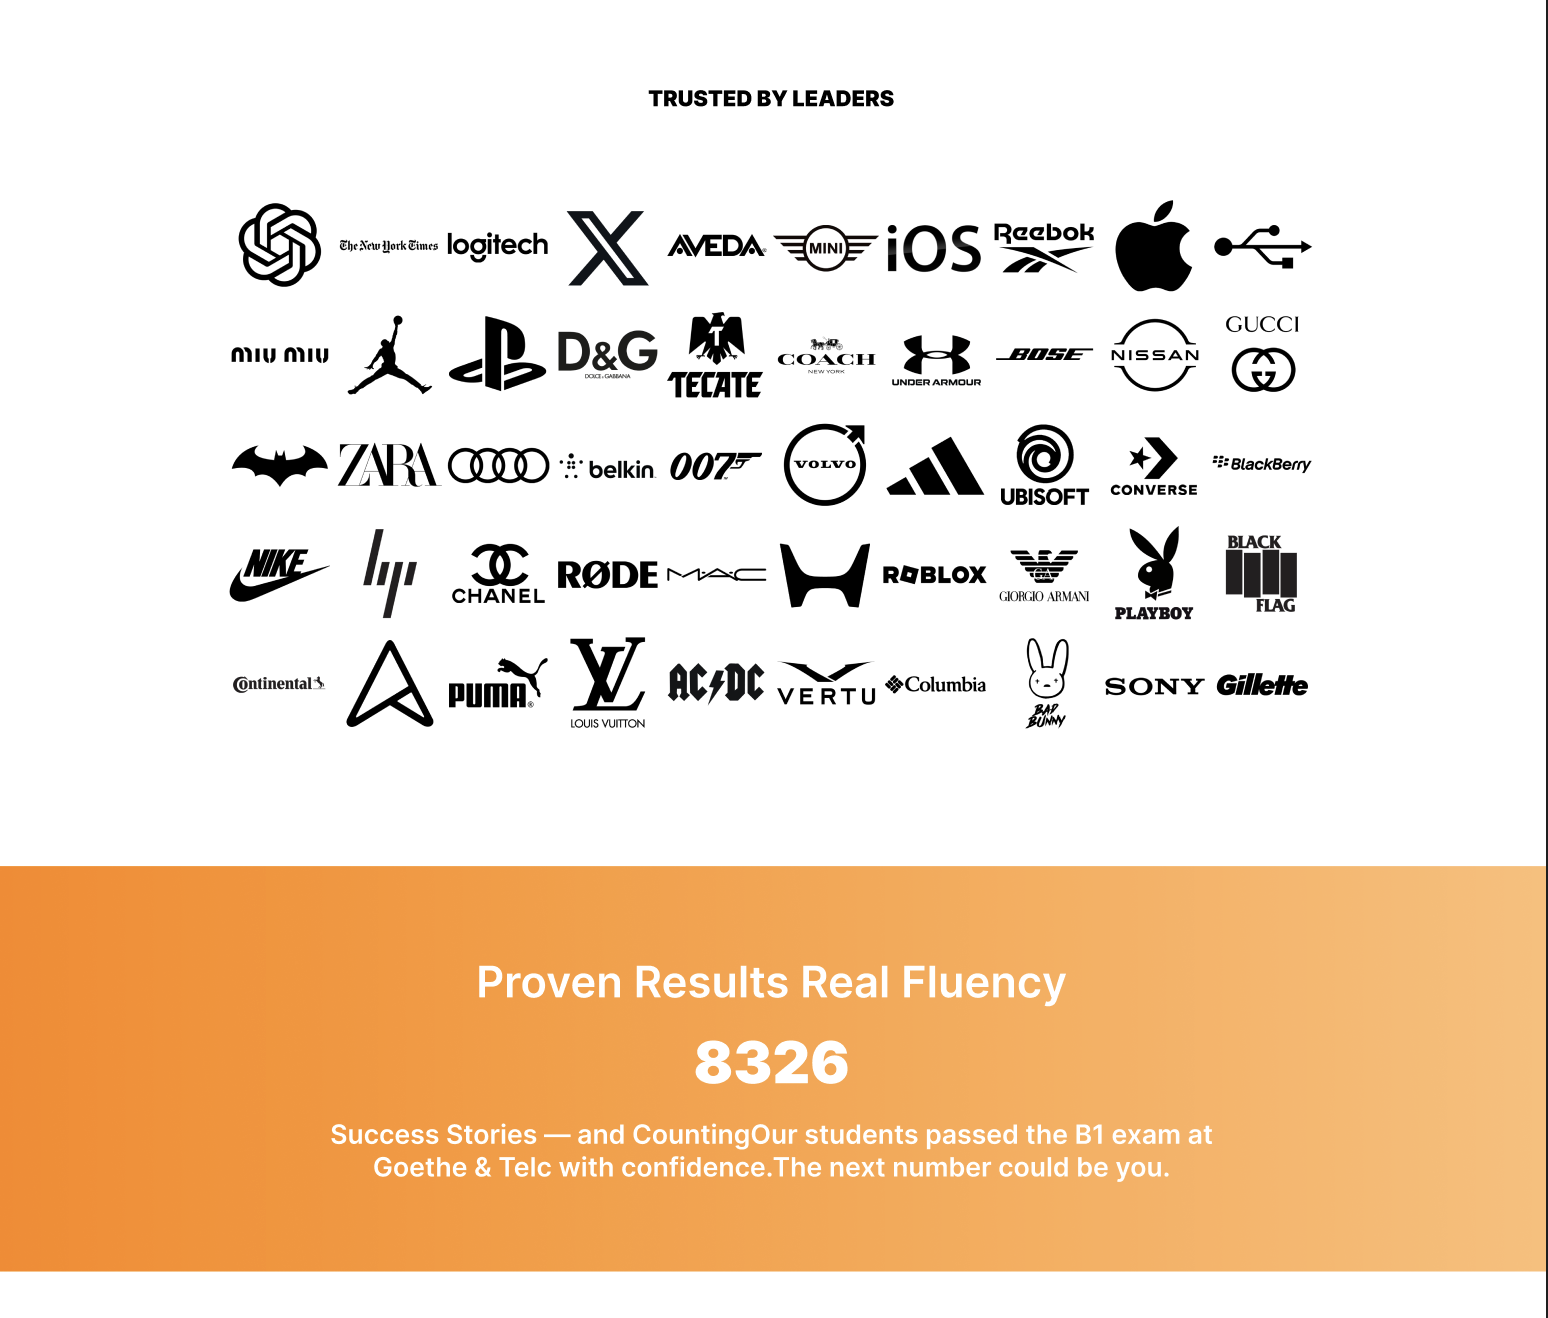 TRUSTED BY LEADERS
The New York Times logitech X AVEDA MINI iOS Reebok
miu miu D&G DOLCE & GABBANA T TECATE COACH NEW YORK UNDER ARMOUR BOSE NISSAN GUCCI
ZARA belkin 007 VOLVO UBISOFT CONVERSE BlackBerry
NIKE hp CHANEL RØDE M·A·C ROBLOX GA GIORGIO ARMANI PLAYBOY BLACK FLAG
Continental PUMA ® LV LOUIS VUITTON AC DC VERTU Columbia BAD BUNNY SONY Gillette
Proven Results Real Fluency
8326
Success Stories — and CountingOur students passed the B1 exam at
Goethe & Telc with confidence.The next number could be you.